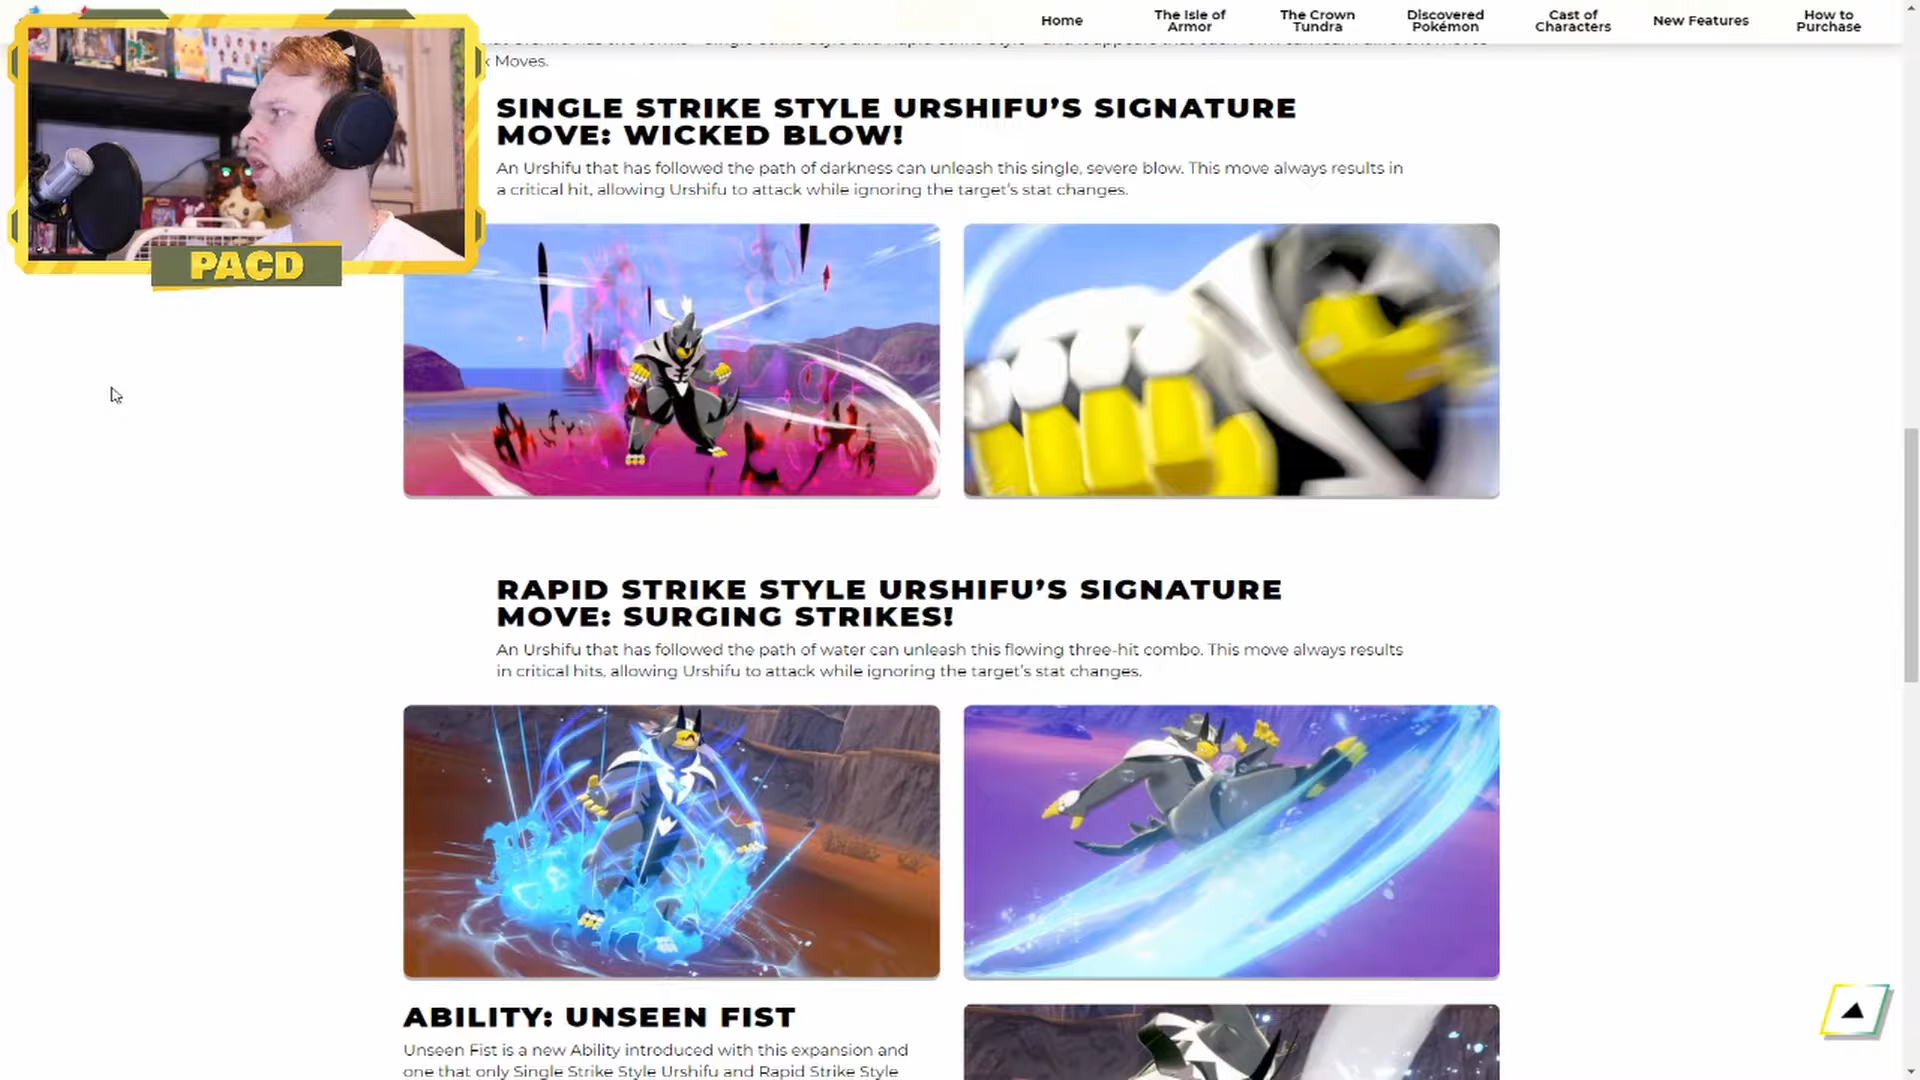 Home
The Isle of
Armor
The Crown
Tundra
Discovered
Pokémon
Cast of
Characters
New Features
How to
Purchase
x Moves.
SINGLE STRIKE STYLE URSHIFU'S SIGNATURE
MOVE: WICKED BLOW!
An Urshifu that has followed the path of darkness can unleash this single, severe blow. This move always results in
a critical hit, allowing Urshifu to attack while ignoring the target's stat changes.
PACD
RAPID STRIKE STYLE URSHIFU'S SIGNATURE
MOVE: SURGING STRIKES!
An Urshifu that has followed the path of water can unleash this flowing three-hit combo. This move always results
in critical hits, allowing Urshifu to attack while ignoring the target's stat changes.
ABILITY: UNSEEN FIST
Unseen Fist is a new Ability introduced with this expansion and
one that only Single Strike Style Urshifu and Rapid Strike Style